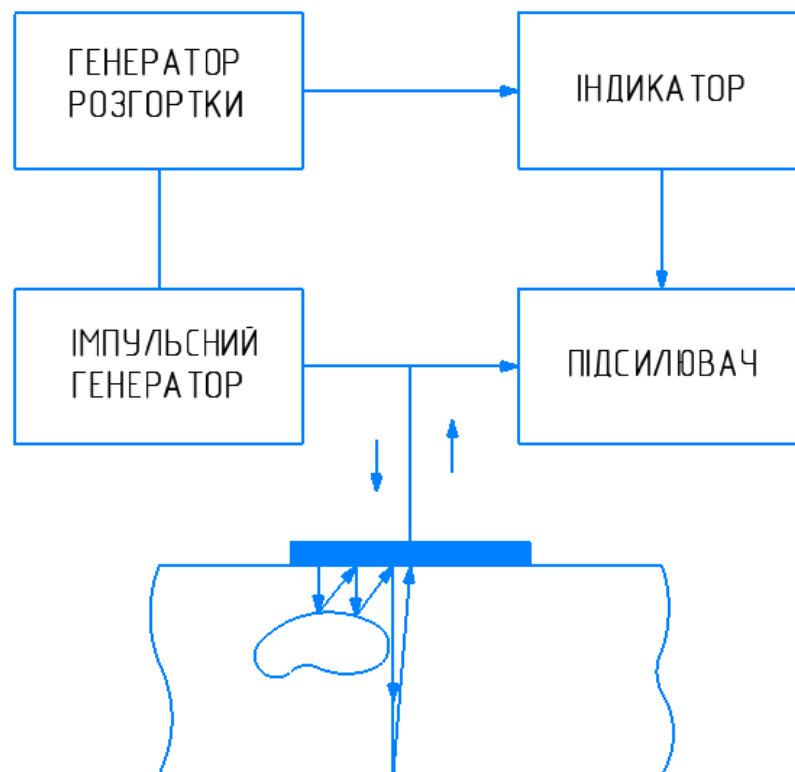 ГЕНЕРАТОР
РОЗГОРТКИ
ІНДИКАТОР
ІМПУЛЬСНИЙ
ГЕНЕРАТОР
ПІДСИЛЮВАЧ